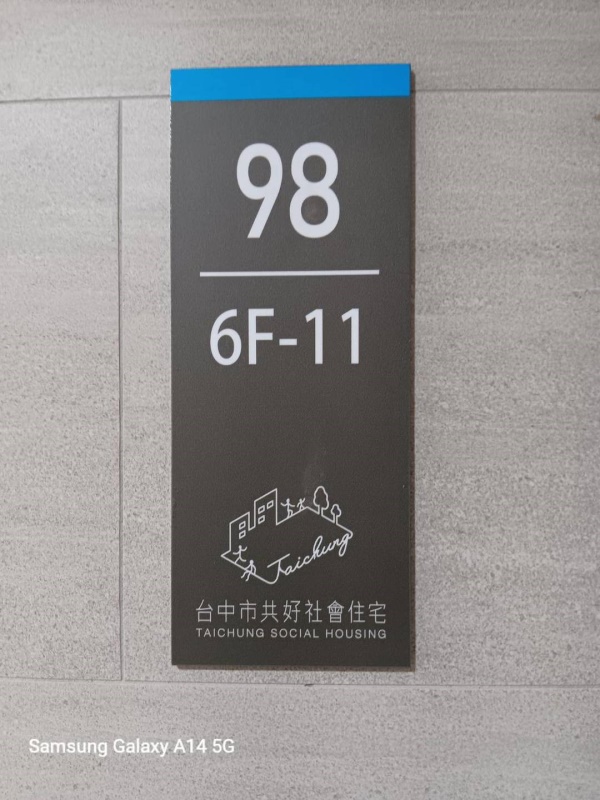 98
6F-11
Taichung
台中市共好社會住宅
TAICHUNG SOCIAL HOUSING
Samsung Galaxy A14 5G